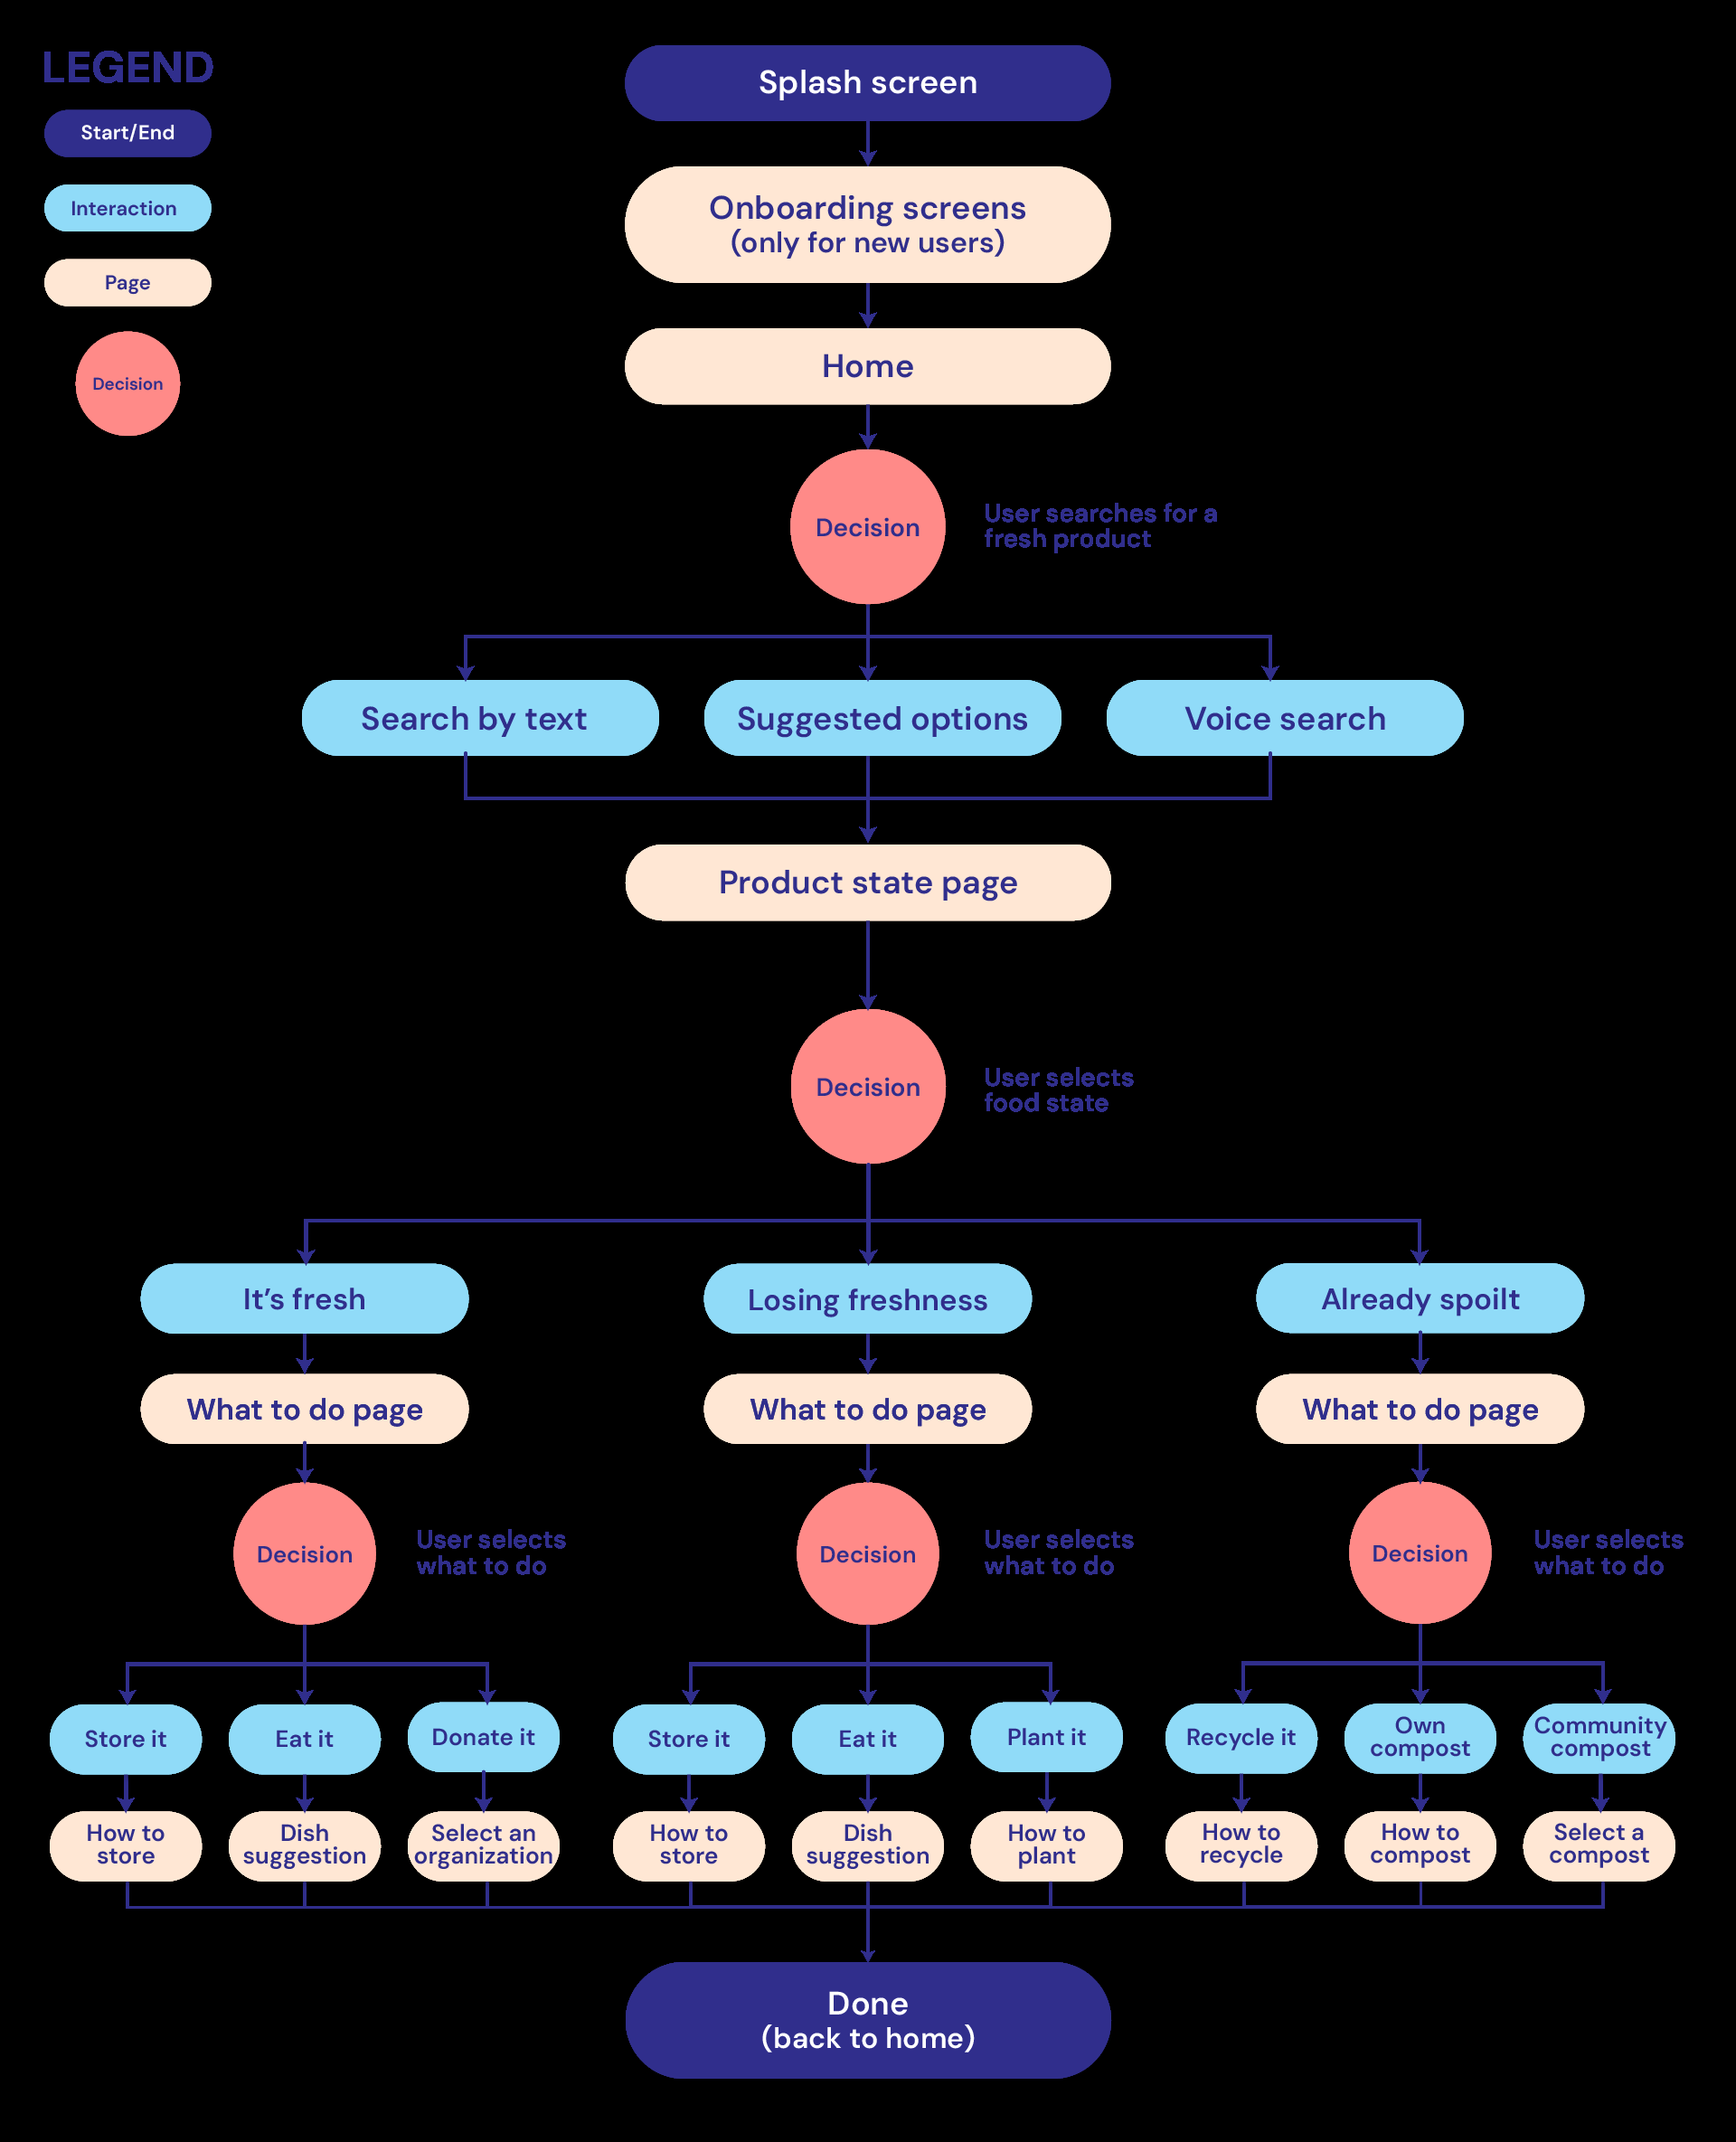 LEGEND
Start/End
Interaction
Page
Decision
Splash screen
Onboarding screens
(only for new users)
Home
Decision
User searches for a
fresh product
Search by text
Suggested options
Voice search
Product state page
Decision
User selects
food state
It’s fresh
Losing freshness
Already spoilt
What to do page
What to do page
What to do page
Decision
User selects
what to do
Decision
User selects
what to do
Decision
User selects
what to do
Store it
Eat it
Donate it
Store it
Eat it
Plant it
Recycle it
Own
compost
Community
compost
How to
store
Dish
suggestion
Select an
organization
How to
store
Dish
suggestion
How to
plant
How to
recycle
How to
compost
Select a
compost
Done
(back to home)